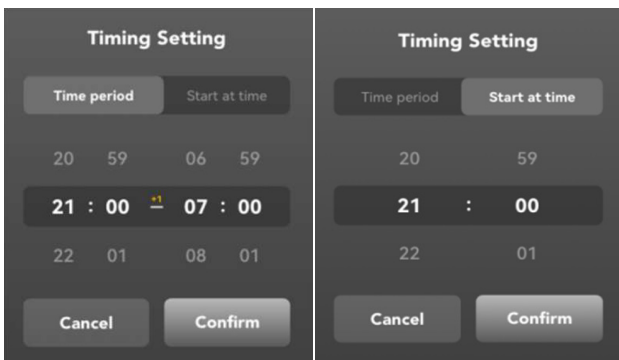 Timing Setting
Time period Start at time
20 59 06 59
21 : 00 +1 — 07 : 00
22 01 08 01
Cancel Confirm
Timing Setting
Time period Start at time
20 59
21 : 00
22 01
Cancel Confirm